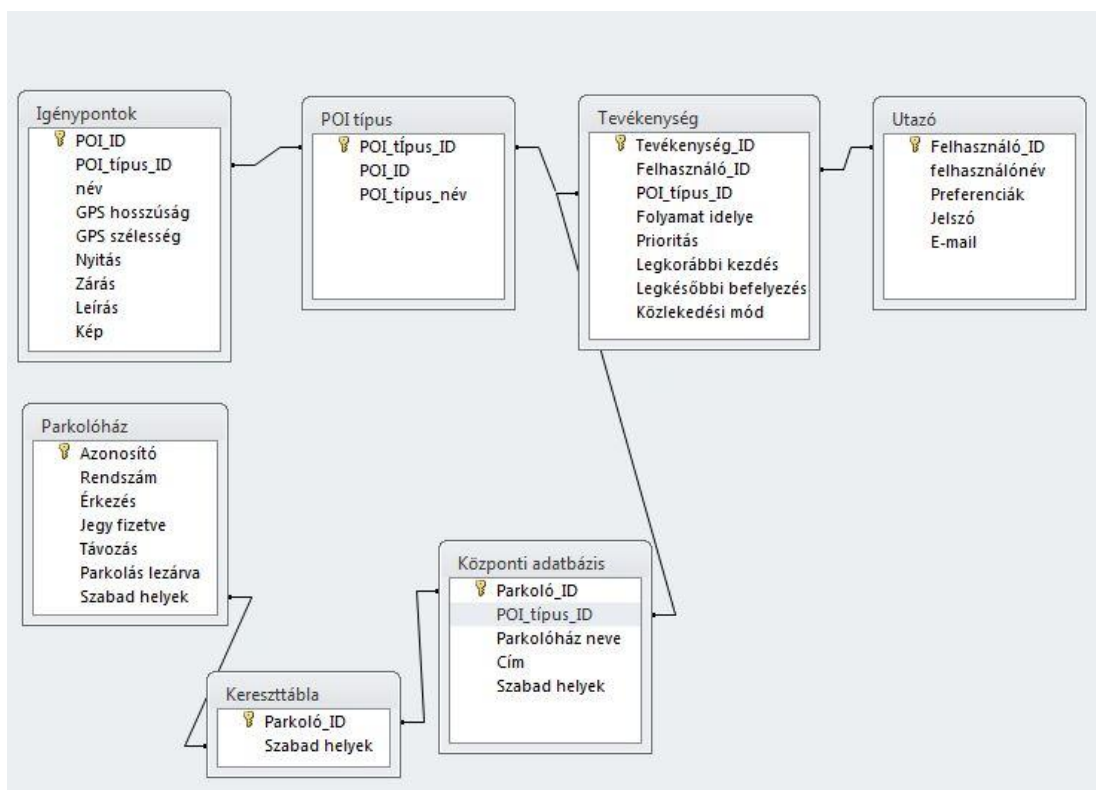 Igénypontok
POI_ID
POI_típus_ID
név
GPS hosszúság
GPS szélesség
Nyitás
Zárás
Leírás
Kép
POI típus
POI_tÍpus_ID
POI_ID
POI_típus_név
Tevékenység
Tevékenység_ID
Felhasználó_ID
POI_típus_ID
Folyamat idelye
Prioritás
Legkorábbi kezdés
Legkésőbbi befelyezés
Közlekedési mód
Utazó
Felhasználó_ID
felhasználónév
Preferenciák
Jelszó
E-mail
Parkolóház
Azonosító
Rendszám
Érkezés
Jegy fizetve
Távozás
Parkolás lezárva
Szabad helyek
Központi adatbázis
Parkoló_ID
POI_típus_ID
Parkolóház neve
Cím
Szabad helyek
Kereszttábla
Parkoló_ID
Szabad helyek